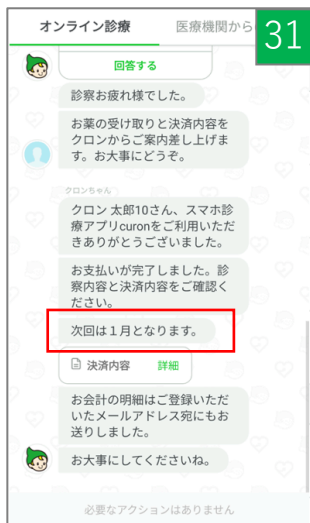 オンライン診療
医療機関から
31
回答する
診察お疲れ様でした。
お薬の受け取りと決済内容を
クロンからご案内差し上げま
す。お大事にどうぞ。
クロンちゃん
クロン 太郎10さん、スマホ診
療アプリcuronをご利用いただ
きありがとうございました。
お支払いが完了しました。診
察内容と決済内容をご確認く
ださい。
次回は１月となります。
決済内容 詳細
お会計の明細はご登録いただ
いたメールアドレス宛にもお
送りしました。
お大事にしてくださいね。
必要なアクションはありません